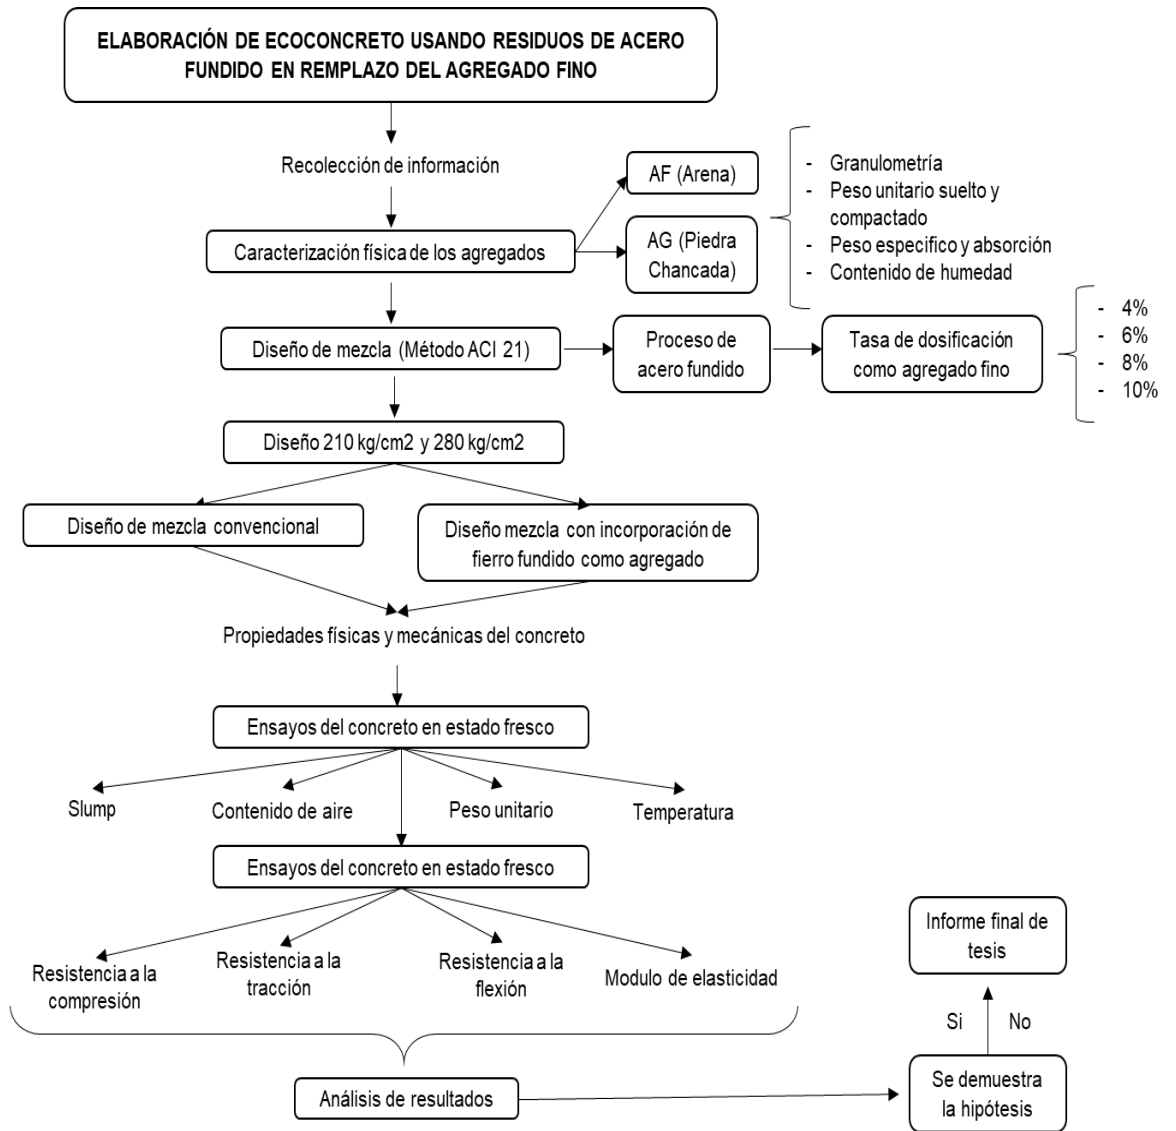 ELABORACIÓN DE ECOCONCRETO USANDO RESIDUOS DE ACERO
FUNDIDO EN REMPLAZO DEL AGREGADO FINO
Recolección de información
Caracterización física de los agregados
AF (Arena)
AG (Piedra
Chancada)
- Granulometría
- Peso unitario suelto y
compactado
- Peso especifico y absorción
- Contenido de humedad
Diseño de mezcla (Método ACI 21)
Proceso de
acero fundido
Tasa de dosificación
como agregado fino
- 4%
- 6%
- 8%
- 10%
Diseño 210 kg/cm2 y 280 kg/cm2
Diseño de mezcla convencional
Diseño mezcla con incorporación de
fierro fundido como agregado
Propiedades físicas y mecánicas del concreto
Ensayos del concreto en estado fresco
Slump
Contenido de aire
Peso unitario
Temperatura
Ensayos del concreto en estado fresco
Resistencia a la
compresión
Resistencia a la
tracción
Resistencia a la
flexión
Modulo de elasticidad
Análisis de resultados
Informe final de
tesis
Si No
Se demuestra
la hipótesis